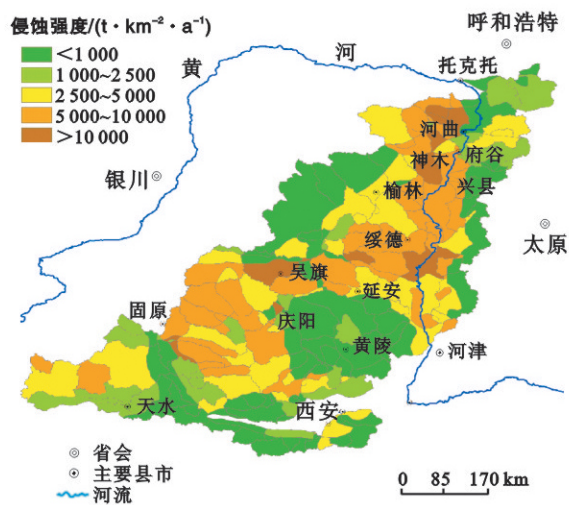 侵蚀强度/(t·km⁻²·a⁻¹)
<1 000
1 000~2 500
2 500~5 000
5 000~10 000
>10 000
呼和浩特
黄 河
托克托
河曲
神木
府谷
银川
榆林
兴县
太原
绥德
吴旗
延安
固原
庆阳
黄陵
河津
天水
西安
省会
主要县市
河流
0 85 170 km